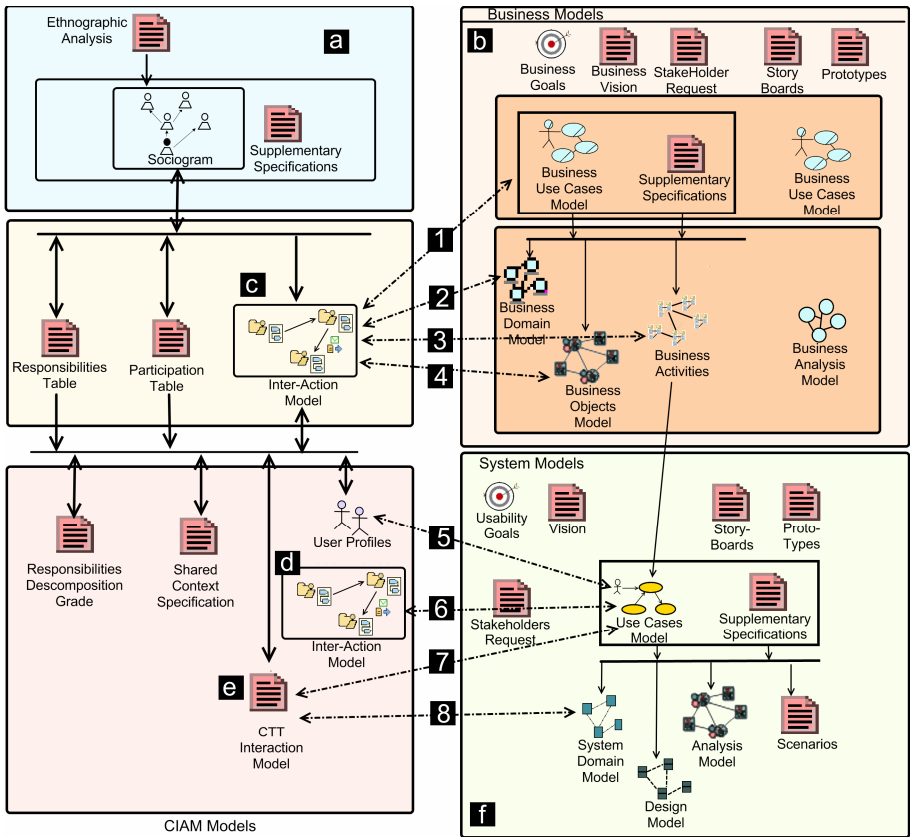 Ethnographic
Analysis
a
Sociogram
Supplementary
Specifications
Business Models
b
Business
Goals
Business
Vision
StakeHolder
Request
Story
Boards
Prototypes
Business
Use Cases
Model
Supplementary
Specifications
Business
Use Cases
Model
1
2
3
4
c
Responsibilities
Table
Participation
Table
Inter-Action
Model
Business
Domain
Model
Business
Objects
Model
Business
Activities
Business
Analysis
Model
System Models
Usability
Goals
Vision
Story-
Boards
Proto-
Types
User Profiles
5
d
Responsibilities
Descomposition
Grade
Shared
Context
Specification
Inter-Action
Model
6
Stakeholders
Request
Use Cases
Model
Supplementary
Specifications
7
e
CTT
Interaction
Model
8
System
Domain
Model
Analysis
Model
Scenarios
Design
Model
f
CIAM Models